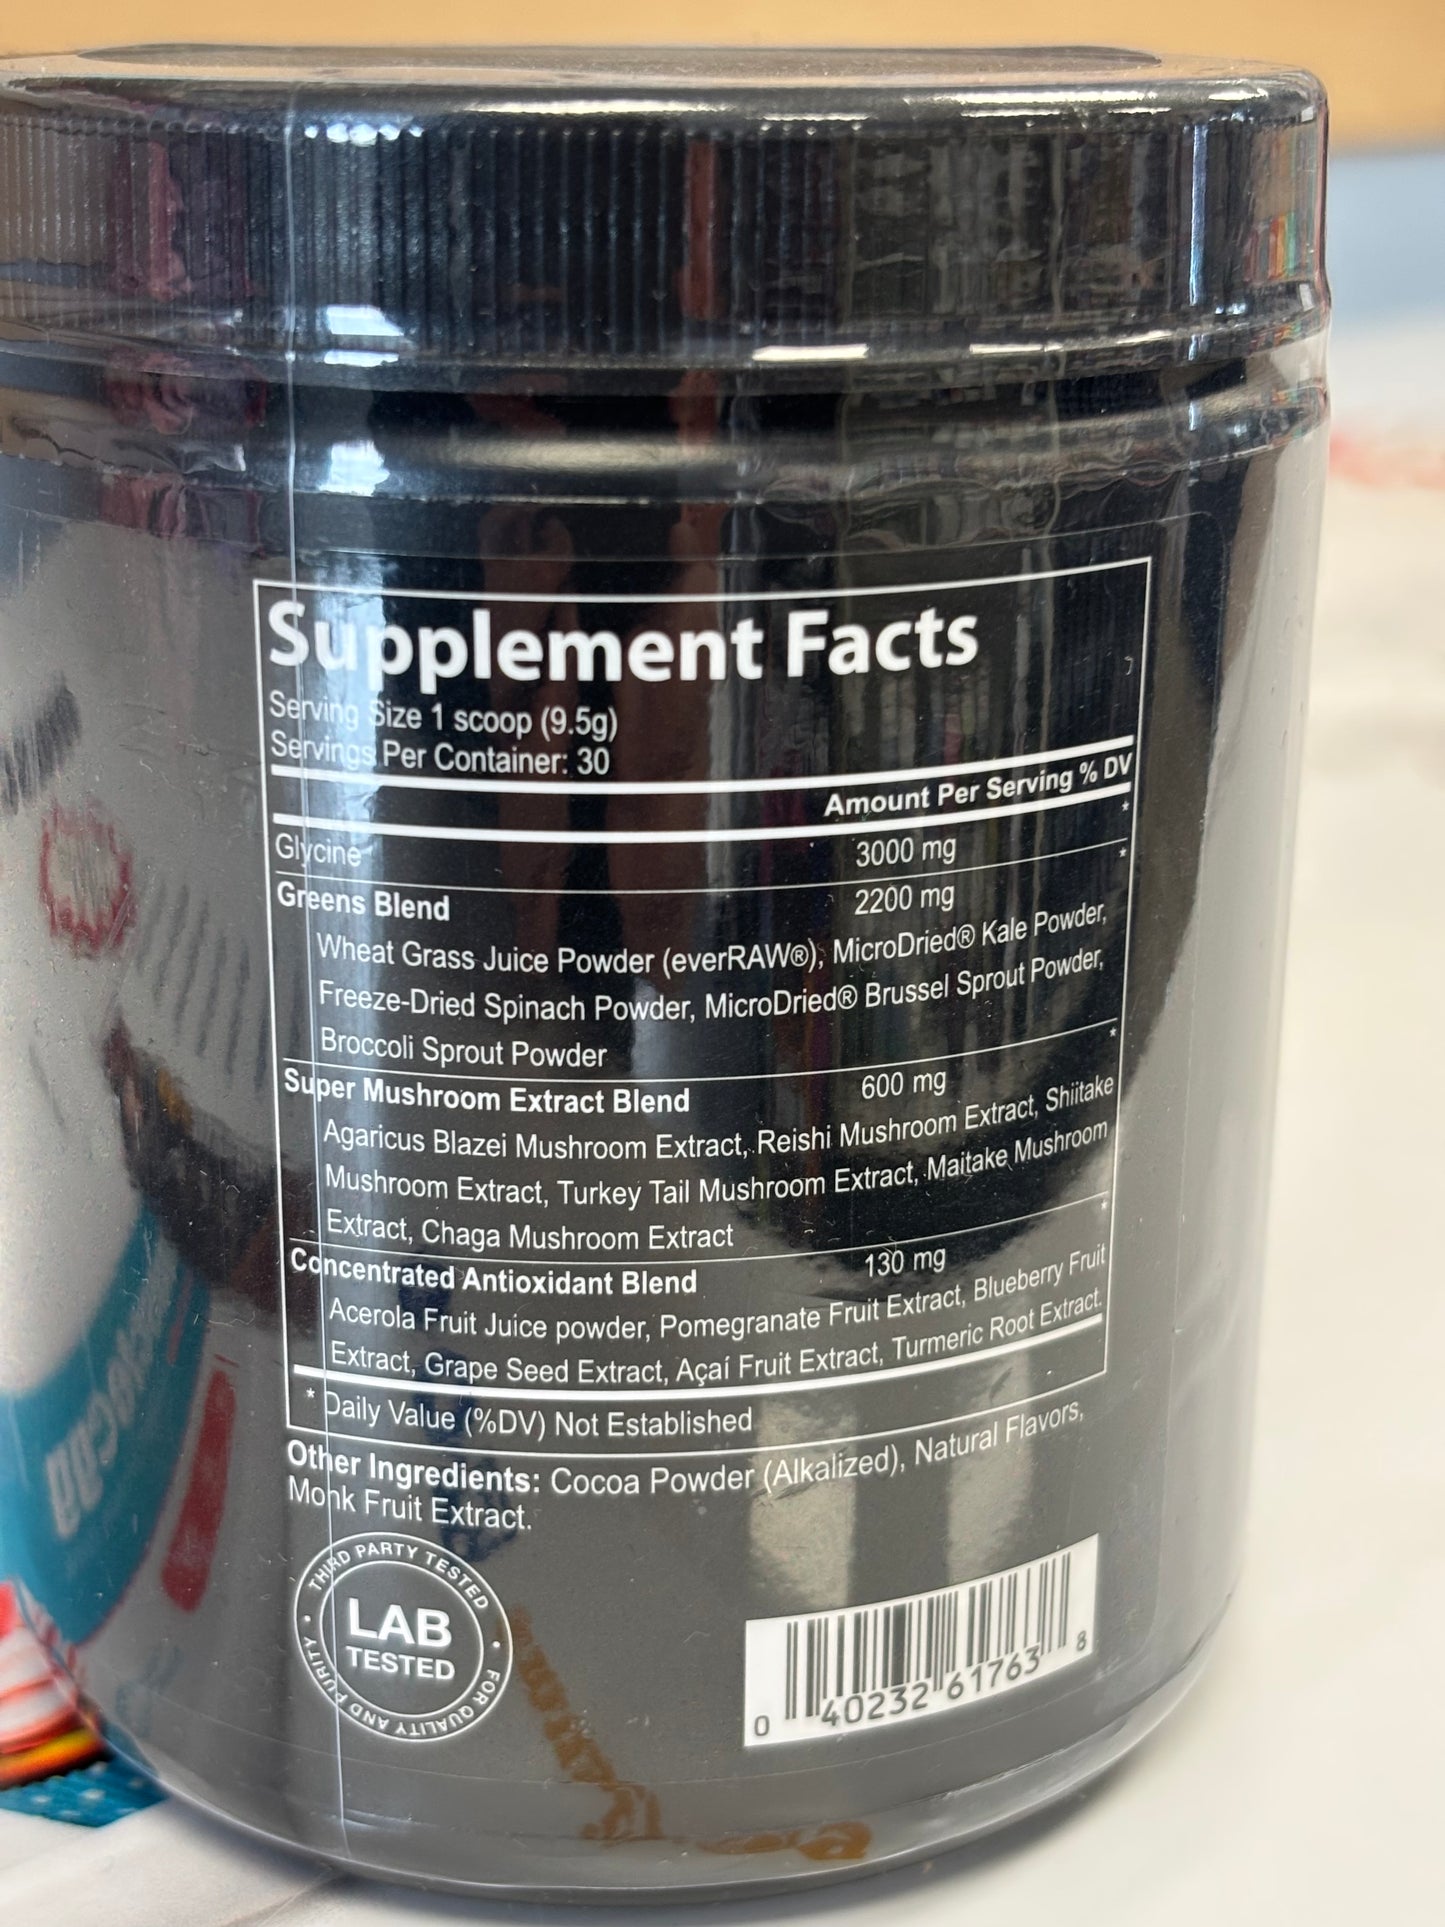 Supplement Facts
Serving Size 1 scoop (9.5g)
Servings Per Container: 30
Amount Per Serving % DV
Glycine 3000 mg *
Greens Blend 2200 mg *
Wheat Grass Juice Powder (everRAW®), MicroDried® Kale Powder,
Freeze-Dried Spinach Powder, MicroDried® Brussel Sprout Powder,
Broccoli Sprout Powder
Super Mushroom Extract Blend 600 mg *
Agaricus Blazei Mushroom Extract, Reishi Mushroom Extract, Shiitake
Mushroom Extract, Turkey Tail Mushroom Extract, Maitake Mushroom
Extract, Chaga Mushroom Extract
Concentrated Antioxidant Blend 130 mg *
Acerola Fruit Juice powder, Pomegranate Fruit Extract, Blueberry Fruit
Extract, Grape Seed Extract, Açaí Fruit Extract, Turmeric Root Extract.
* Daily Value (%DV) Not Established
Other Ingredients: Cocoa Powder (Alkalized), Natural Flavors,
Monk Fruit Extract.
THIRD PARTY TESTED
LAB
TESTED
• FOR QUALITY AND PURITY •
0 40232 61763 8